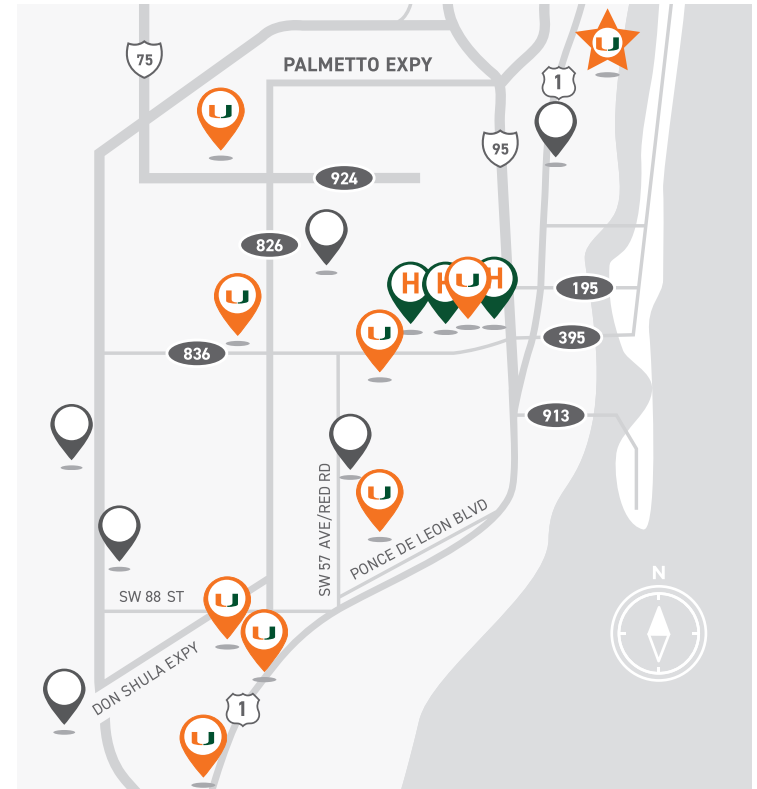 75
PALMETTO EXPY
1
U
U
95
924
826
H
H
U
H
U
195
U
836
395
913
U
SW 57 AVE/RED RD
PONCE DE LEON BLVD
N
SW 88 ST
U
U
DON SHULA EXPY
1
U